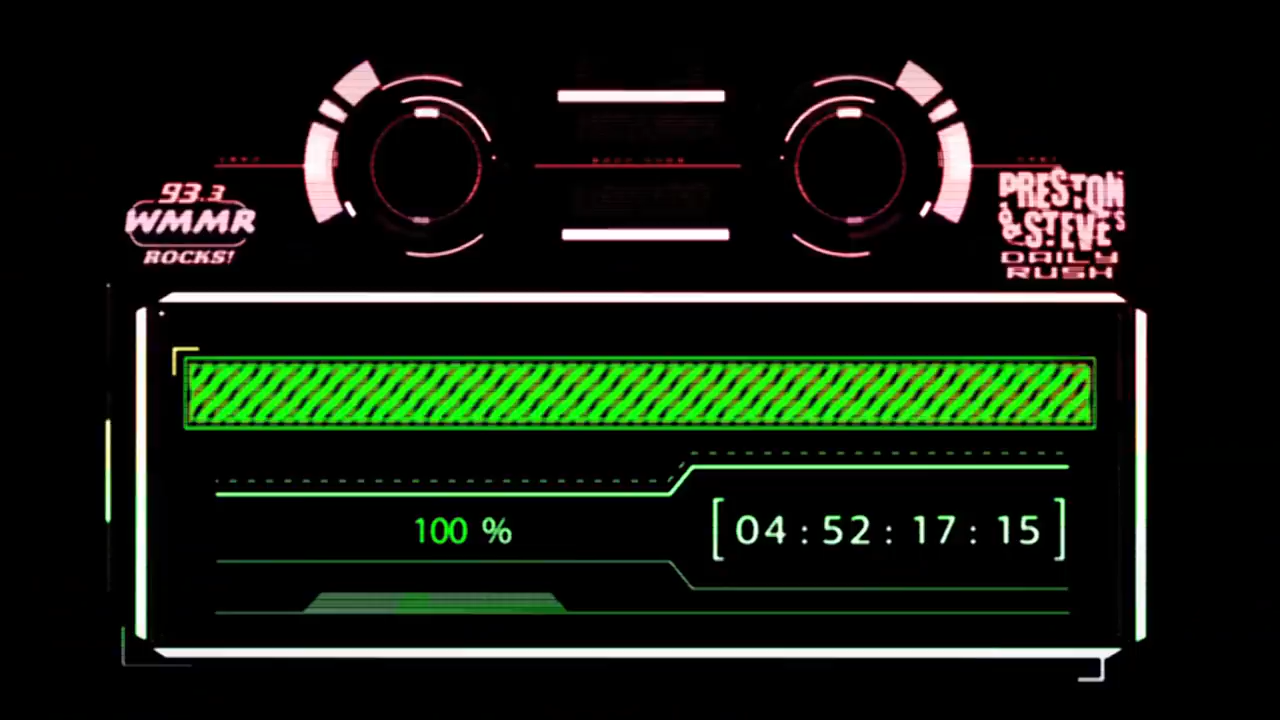 93.3
WMMR
ROCKS!
PRESTON
& STEVE'S
DAILY
RUSH
100 %
[04:52:17:15]